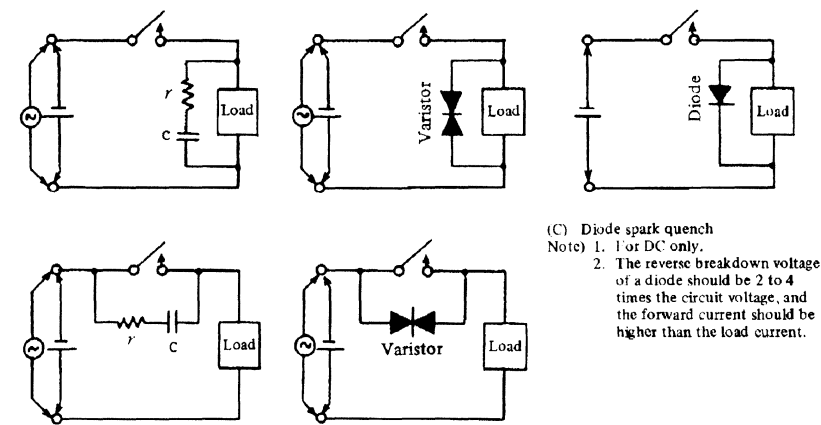 r
C
Load
Varistor
Load
Diode
Load
r
C
Load
Varistor
Load
(C) Diode spark quench
Note) 1. For DC only.
2. The reverse breakdown voltage
of a diode should be 2 to 4
times the circuit voltage, and
the forward current should be
higher than the load current.